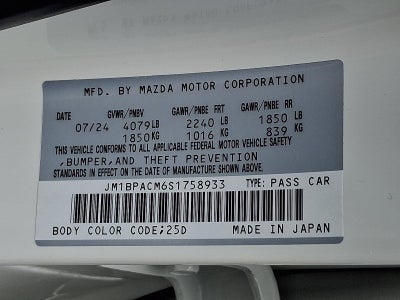 MFD. BY MAZDA MOTOR CORPORATION
DATE GVWR/PNBV GAWR/PNBE FRT GAWR/PNBE RR
07/24 4079LB 2240 LB 1850 LB
1850KG 1016 KG 839 KG
THIS VEHICLE CONFORMS TO ALL APPLICABLE FEDERAL MOTOR VEHICLE SAFETY
,BUMPER,AND THEFT PREVENTION
STANDARDS IN EFFECT ON THE DATE OF MANUFACTURE SHOWN ABOVE.
JM1BPACM6S1758933 TYPE: PASS CAR
BODY COLOR CODE;25D MADE IN JAPAN